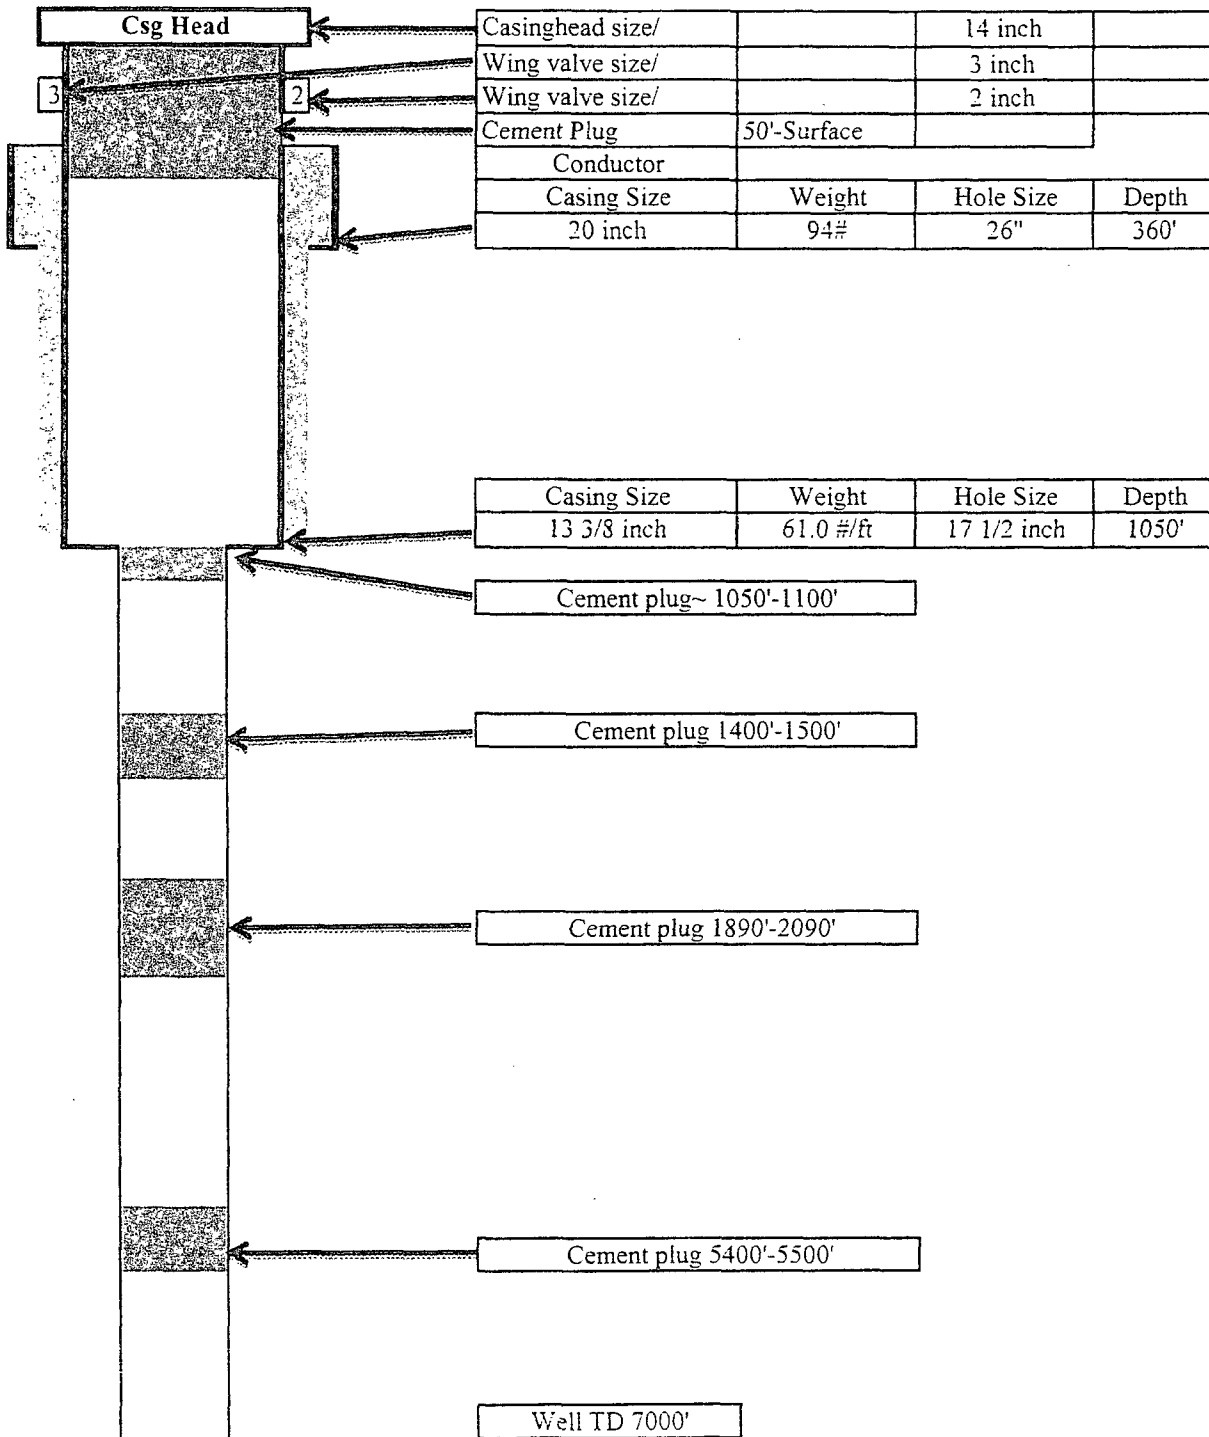 Csg Head
Casinghead size/ 14 inch
Wing valve size/ 3 inch
3 2
Wing valve size/ 2 inch
Cement Plug 50'-Surface
Conductor
Casing Size Weight Hole Size Depth
20 inch 94# 26" 360'
Casing Size Weight Hole Size Depth
13 3/8 inch 61.0 #/ft 17 1/2 inch 1050'
Cement plug~ 1050'-1100'
Cement plug 1400'-1500'
Cement plug 1890'-2090'
Cement plug 5400'-5500'
Well TD 7000'